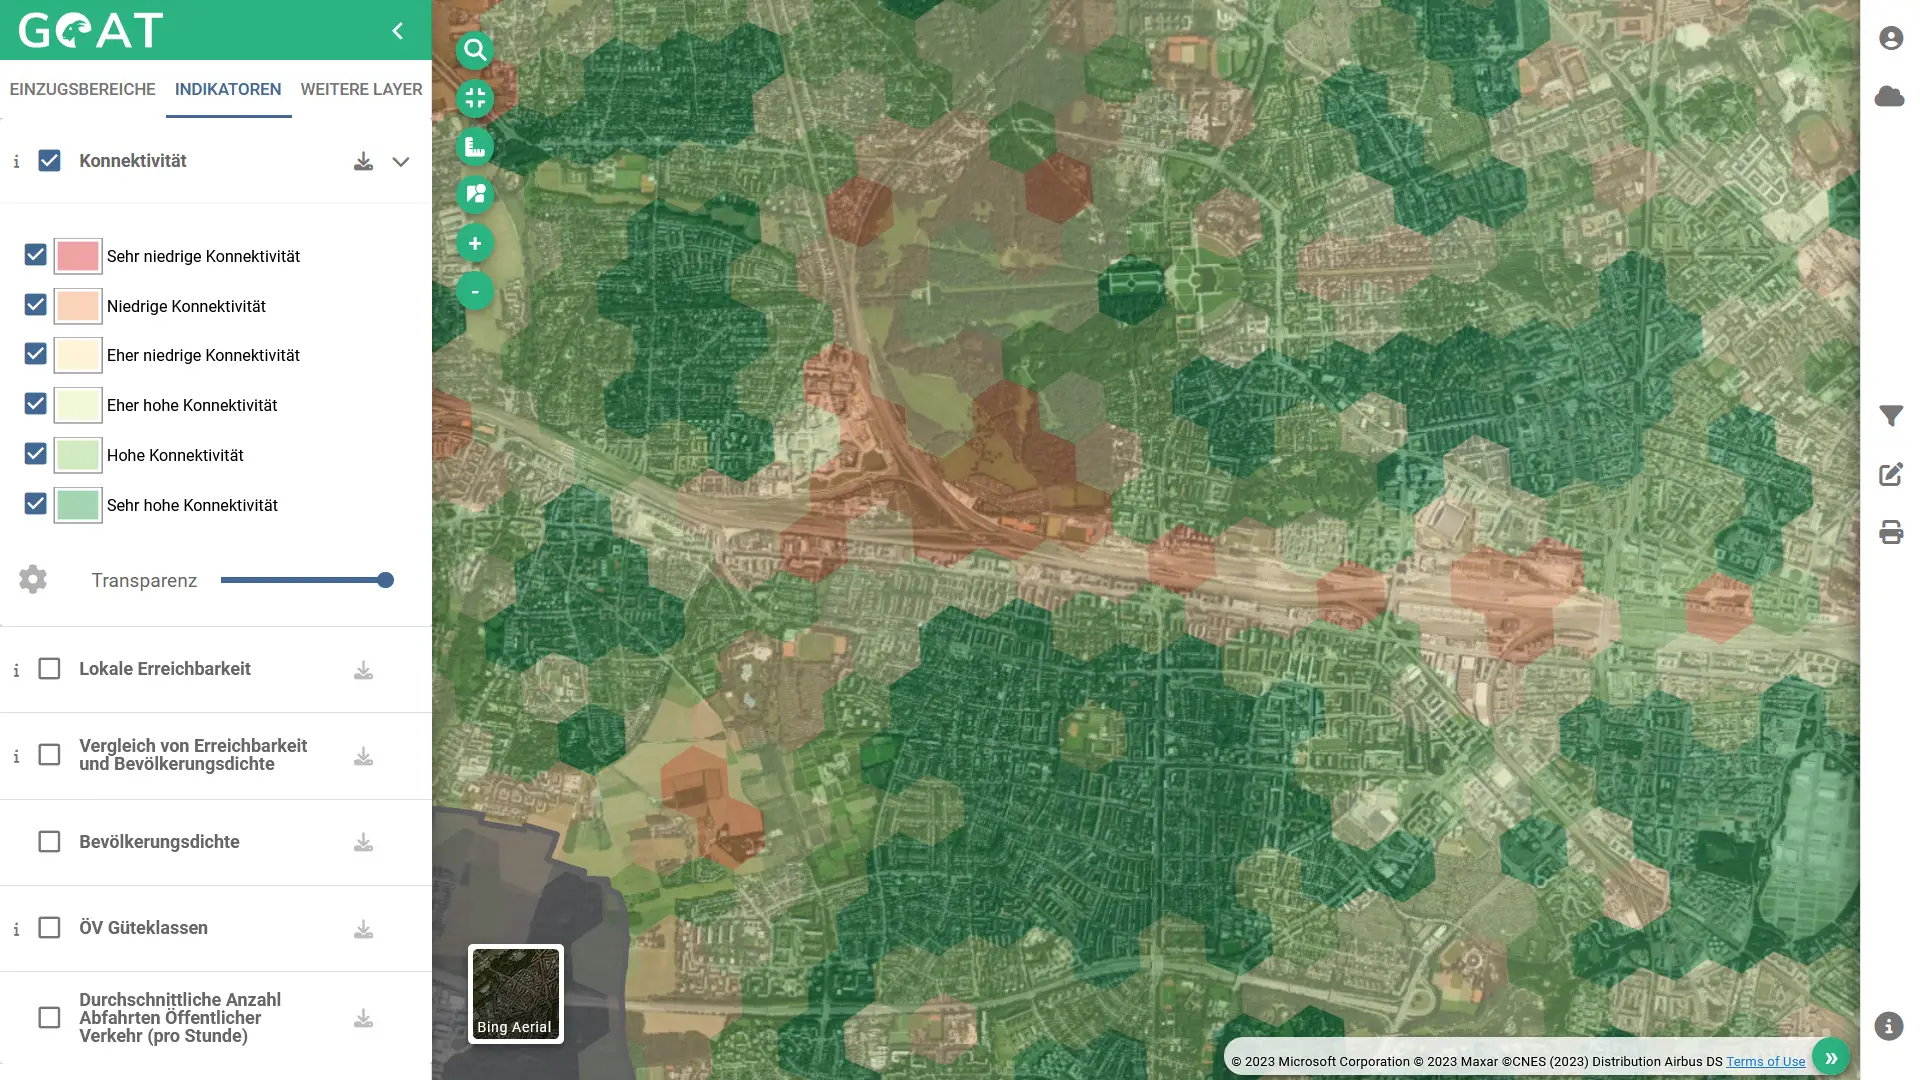 GOAT
EINZUGSBEREICHE INDIKATOREN WEITERE LAYER
Konnektivität
Sehr niedrige Konnektivität
Niedrige Konnektivität
Eher niedrige Konnektivität
Eher hohe Konnektivität
Hohe Konnektivität
Sehr hohe Konnektivität
Transparenz
Lokale Erreichbarkeit
Vergleich von Erreichbarkeit
und Bevölkerungsdichte
Bevölkerungsdichte
ÖV Güteklassen
Durchschnittliche Anzahl
Abfahrten Öffentlicher
Verkehr (pro Stunde)
+
-
Bing Aerial
© 2023 Microsoft Corporation © 2023 Maxar ©CNES (2023) Distribution Airbus DS Terms of Use »